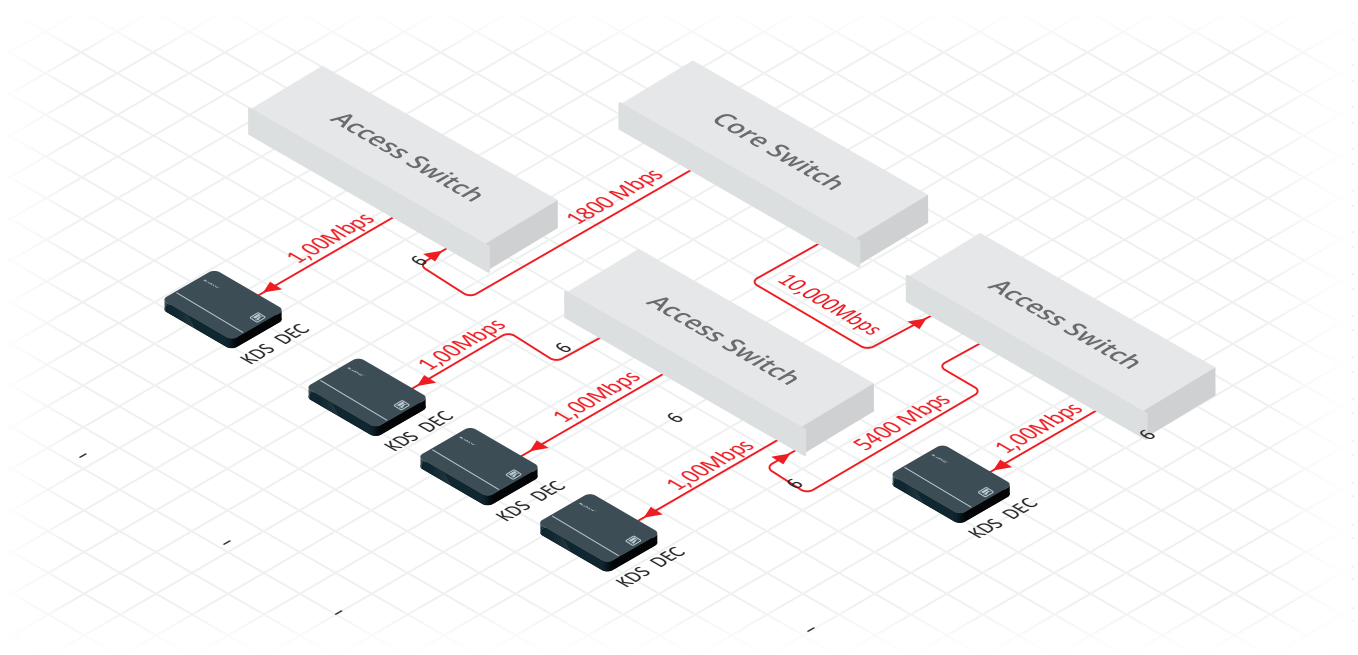 Access Switch
Core Switch
1800 Mbps
1,00Mbps
6
10,000Mbps
Access Switch
Access Switch
KDS DEC
1,00Mbps
6
1,00Mbps
6
5400 Mbps
1,00Mbps
6
KDS DEC
1,00Mbps
6
KDS DEC
KDS DEC
KDS DEC
-
-
-
-